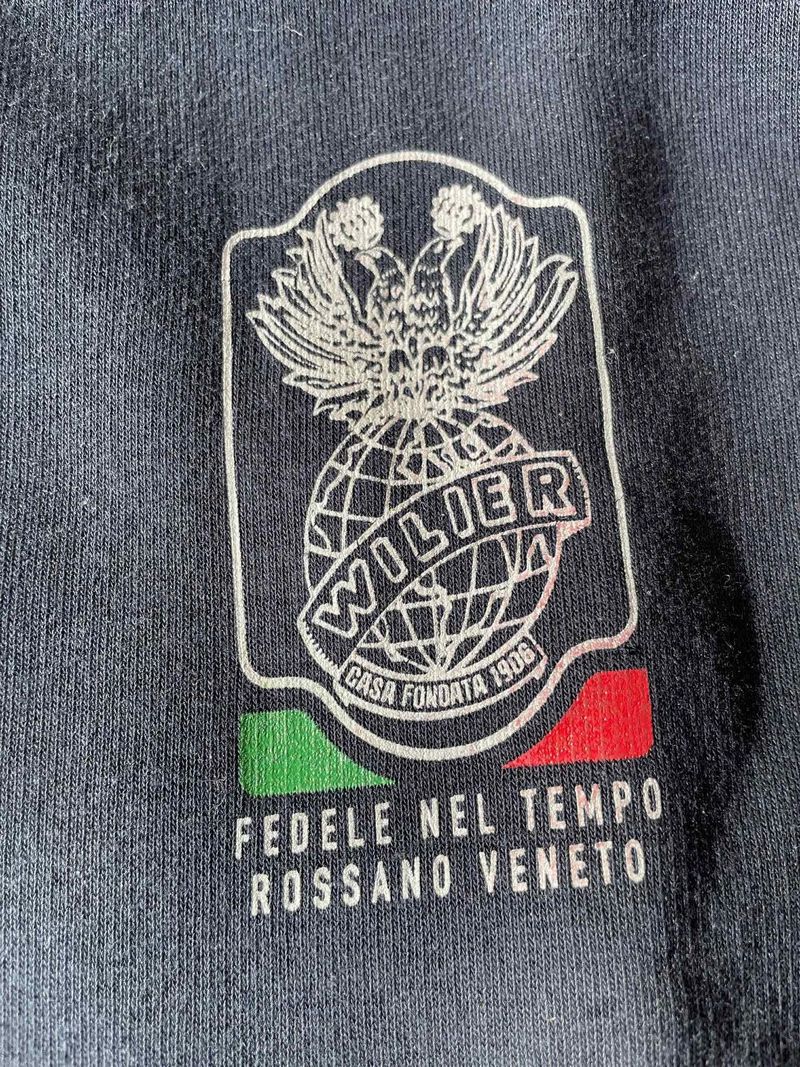 WILIER
CASA FONDATA 1906
FEDELE NEL TEMPO
ROSSANO VENETO